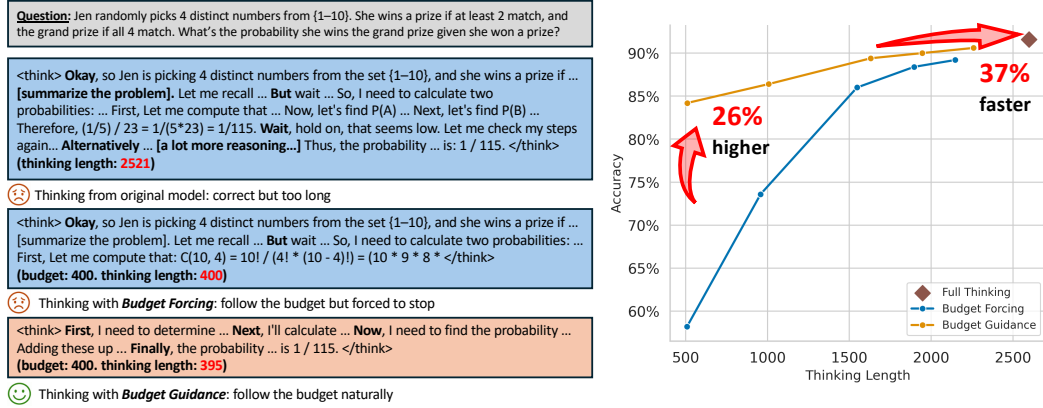 Question: Jen randomly picks 4 distinct numbers from {1–10}. She wins a prize if at least 2 match, and
the grand prize if all 4 match. What's the probability she wins the grand prize given she won a prize?
<think> Okay, so Jen is picking 4 distinct numbers from the set {1–10}, and she wins a prize if ...
[summarize the problem]. Let me recall ... But wait ... So, I need to calculate two
probabilities: ... First, Let me compute that ... Now, let's find P(A) ... Next, let's find P(B) ...
Therefore, (1/5) / 23 = 1/(5*23) = 1/115. Wait, hold on, that seems low. Let me check my steps
again... Alternatively ... [a lot more reasoning...] Thus, the probability ... is: 1 / 115. </think>
(thinking length: 2521)
Thinking from original model: correct but too long
<think> Okay, so Jen is picking 4 distinct numbers from the set {1–10}, and she wins a prize if ...
[summarize the problem]. Let me recall ... But wait ... So, I need to calculate two probabilities: ...
First, Let me compute that: C(10, 4) = 10! / (4! * (10 - 4)!) = (10 * 9 * 8 * </think>
(budget: 400. thinking length: 400)
Thinking with Budget Forcing: follow the budget but forced to stop
<think> First, I need to determine ... Next, I'll calculate ... Now, I need to find the probability ...
Adding these up ... Finally, the probability ... is 1 / 115. </think>
(budget: 400. thinking length: 395)
Thinking with Budget Guidance: follow the budget naturally
90%
85%
80%
75%
70%
65%
60%
Accuracy
26%
higher
37%
faster
Full Thinking
Budget Forcing
Budget Guidance
500 1000 1500 2000 2500
Thinking Length